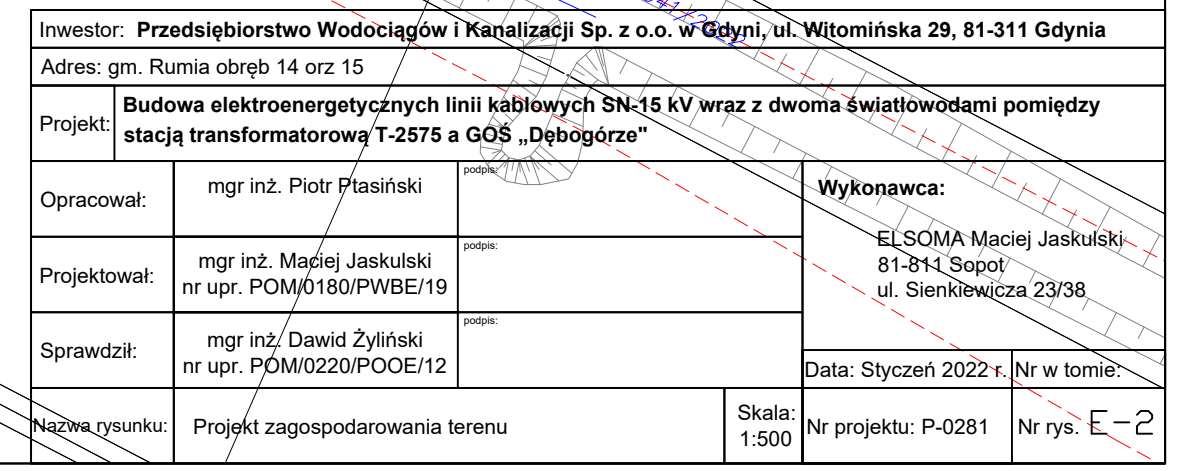 Inwestor: Przedsiębiorstwo Wodociągów i Kanalizacji Sp. z o.o. w Gdyni, ul. Witomińska 29, 81-311 Gdynia
Adres: gm. Rumia obręb 14 orz 15
Projekt:
Budowa elektroenergetycznych linii kablowych SN-15 kV wraz z dwoma światłowodami pomiędzy
stacją transformatorową T-2575 a GOŚ „Dębogórze"
Opracował:
mgr inż. Piotr Ptasiński
podpis:
Wykonawca:
ELSOMA Maciej Jaskulski
81-811 Sopot
ul. Sienkiewicza 23/38
Projektował:
mgr inż. Maciej Jaskulski
nr upr. POM/0180/PWBE/19
podpis:
Sprawdził:
mgr inż. Dawid Żyliński
nr upr. POM/0220/POOE/12
podpis:
Data: Styczeń 2022 r.
Nr w tomie:
Nazwa rysunku:
Projekt zagospodarowania terenu
Skala:
1:500
Nr projektu: P-0281
Nr rys. E-2